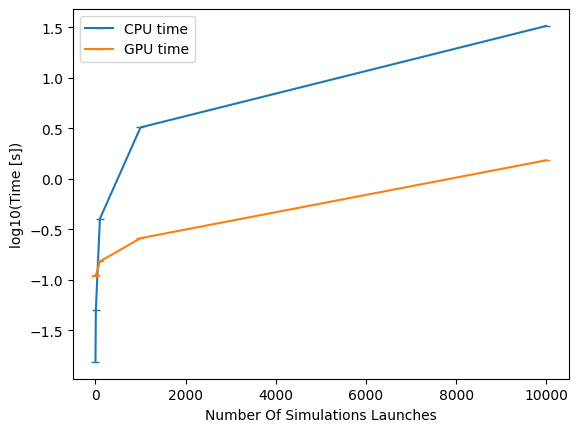 CPU time
GPU time
1.5
1.0
0.5
0.0
−0.5
−1.0
−1.5
log10(Time [s])
0 2000 4000 6000 8000 10000
Number Of Simulations Launches